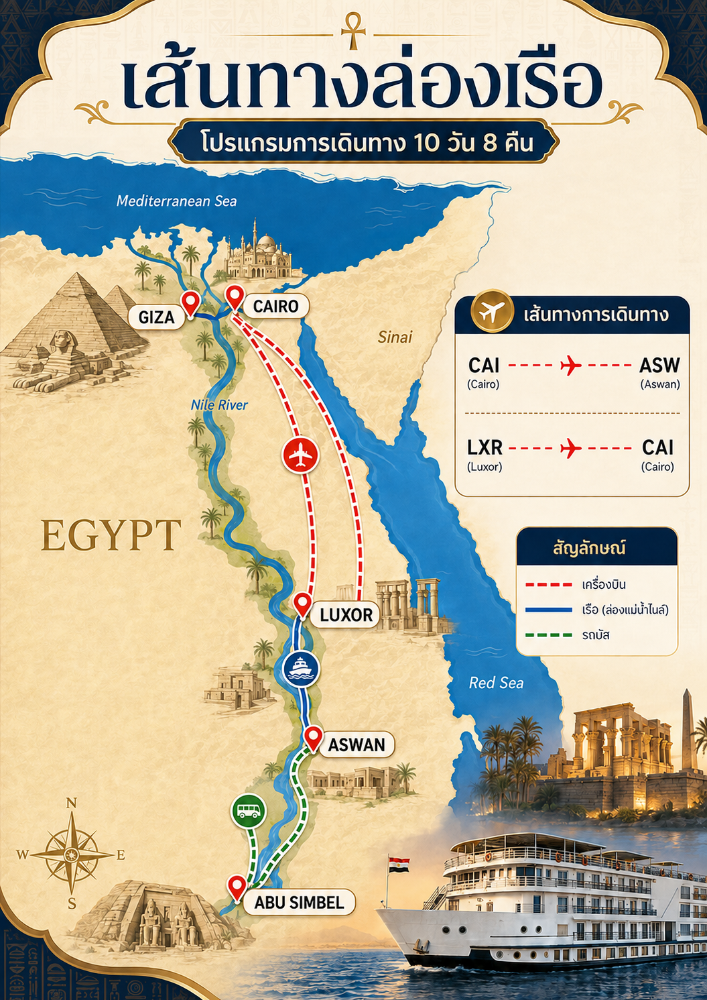 เส้นทางล่องเรือ
โปรแกรมการเดินทาง 10 วัน 8 คืน
Mediterranean Sea
GIZA
CAIRO
Sinai
Nile River
EGYPT
LUXOR
Red Sea
ASWAN
ABU SIMBEL
N
W
E
S
เส้นทางการเดินทาง
CAI
ASW
(Cairo)
(Aswan)
LXR
CAI
(Luxor)
(Cairo)
สัญลักษณ์
เครื่องบิน
เรือ (ล่องแม่น้ำไนล์)
รถบัส